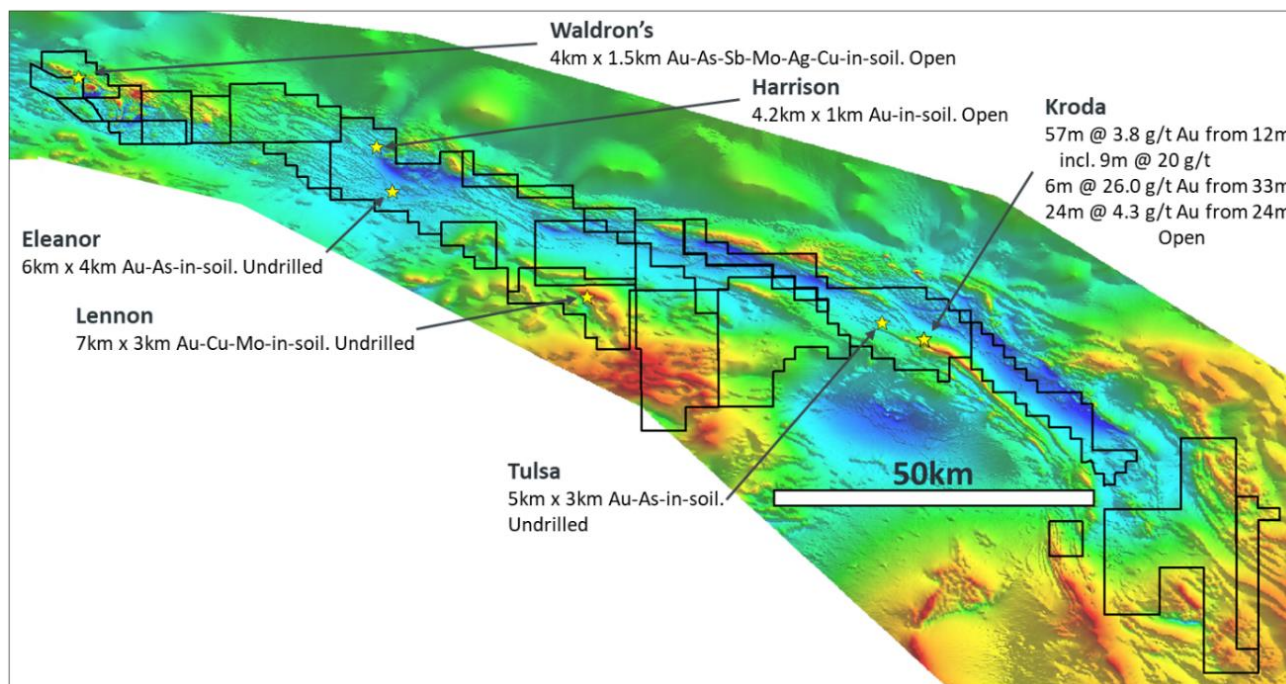 Waldron's
4km x 1.5km Au-As-Sb-Mo-Ag-Cu-in-soil. Open
Harrison
4.2km x 1km Au-in-soil. Open
Kroda
57m @ 3.8 g/t Au from 12m
incl. 9m @ 20 g/t
6m @ 26.0 g/t Au from 33m
24m @ 4.3 g/t Au from 24m
Open
Eleanor
6km x 4km Au-As-in-soil. Undrilled
Lennon
7km x 3km Au-Cu-Mo-in-soil. Undrilled
Tulsa
5km x 3km Au-As-in-soil.
Undrilled
50km